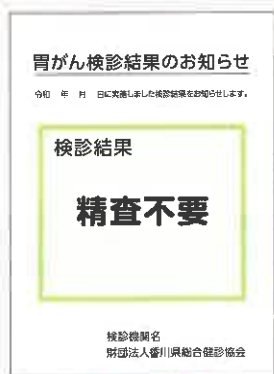 胃がん検診結果のお知らせ
令和　年　月　日に実施しました検診結果をお知らせします。
検診結果
精査不要
検診機関名
財団法人香川県総合健診協会